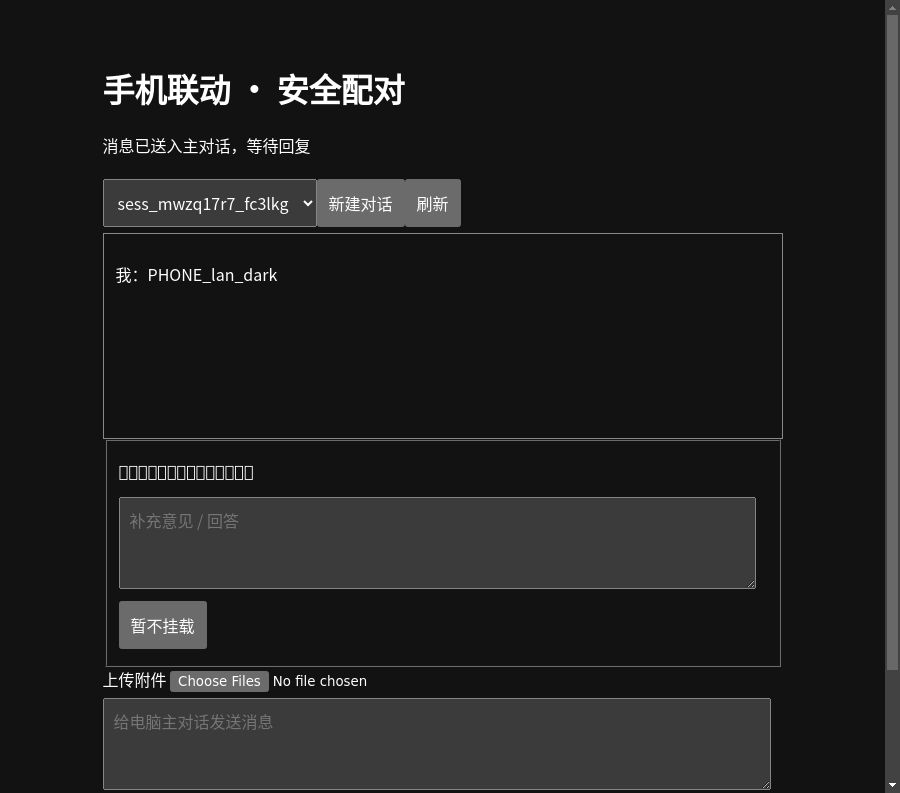 手机联动 · 安全配对
消息已送入主对话，等待回复
sess_mwzq17r7_fc3lkg 新建对话 刷新
我：PHONE_lan_dark
补充意见 / 回答
暂不挂载
上传附件 Choose Files No file chosen
给电脑主对话发送消息